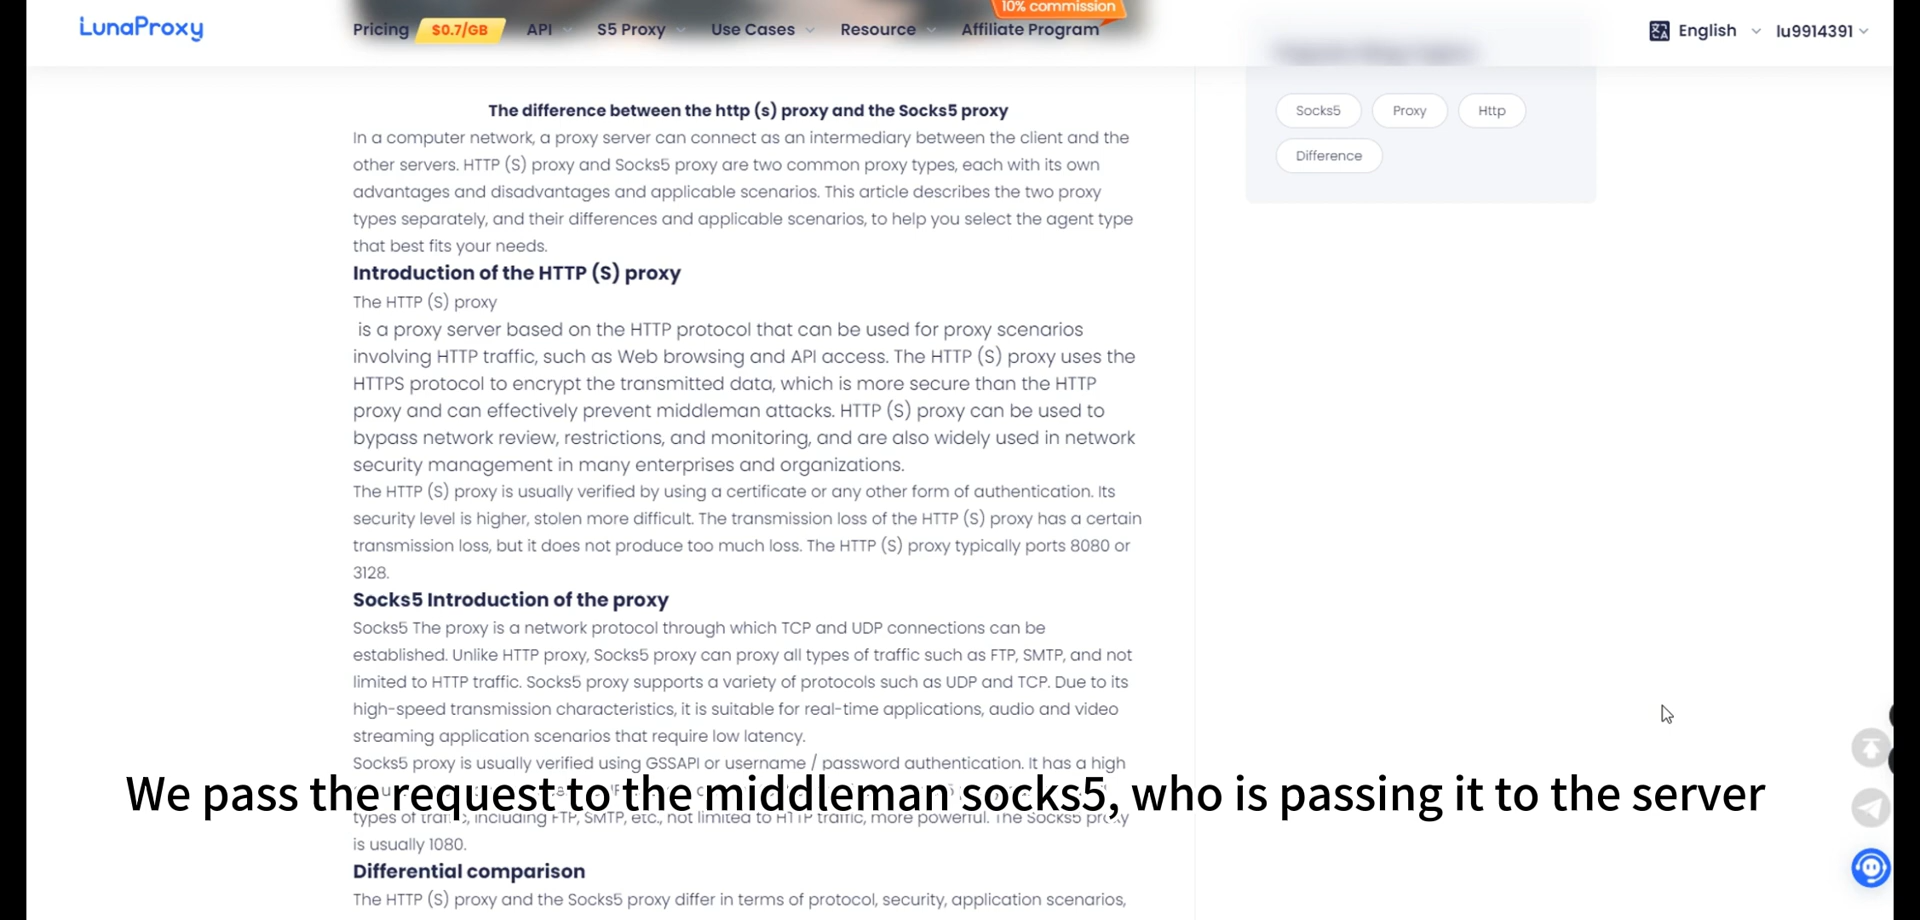 LunaProxy
10% commission
Pricing $0.7/GB API S5 Proxy Use Cases Resource Affiliate Program
English lu9914391
The difference between the http (s) proxy and the Socks5 proxy
In a computer network, a proxy server can connect as an intermediary between the client and the
other servers. HTTP (S) proxy and Socks5 proxy are two common proxy types, each with its own
advantages and disadvantages and applicable scenarios. This article describes the two proxy
types separately, and their differences and applicable scenarios, to help you select the agent type
that best fits your needs.
Introduction of the HTTP (S) proxy
The HTTP (S) proxy
is a proxy server based on the HTTP protocol that can be used for proxy scenarios
involving HTTP traffic, such as Web browsing and API access. The HTTP (S) proxy uses the
HTTPS protocol to encrypt the transmitted data, which is more secure than the HTTP
proxy and can effectively prevent middleman attacks. HTTP (S) proxy can be used to
bypass network review, restrictions, and monitoring, and are also widely used in network
security management in many enterprises and organizations.
The HTTP (S) proxy is usually verified by using a certificate or any other form of authentication. Its
security level is higher, stolen more difficult. The transmission loss of the HTTP (S) proxy has a certain
transmission loss, but it does not produce too much loss. The HTTP (S) proxy typically ports 8080 or
3128.
Socks5 Introduction of the proxy
Socks5 The proxy is a network protocol through which TCP and UDP connections can be
established. Unlike HTTP proxy, Socks5 proxy can proxy all types of traffic such as FTP, SMTP, and not
limited to HTTP traffic. Socks5 proxy supports a variety of protocols such as UDP and TCP. Due to its
high-speed transmission characteristics, it is suitable for real-time applications, audio and video
streaming application scenarios that require low latency.
Socks5 proxy is usually verified using GSSAPI or username / password authentication. It has a high
types of traffic, including FTP, SMTP, etc., not limited to HTTP traffic, more powerful. The Socks5 proxy
is usually 1080.
Differential comparison
The HTTP (S) proxy and the Socks5 proxy differ in terms of protocol, security, application scenarios,
Socks5 Proxy Http
Difference
We pass the request to the middleman socks5, who is passing it to the server